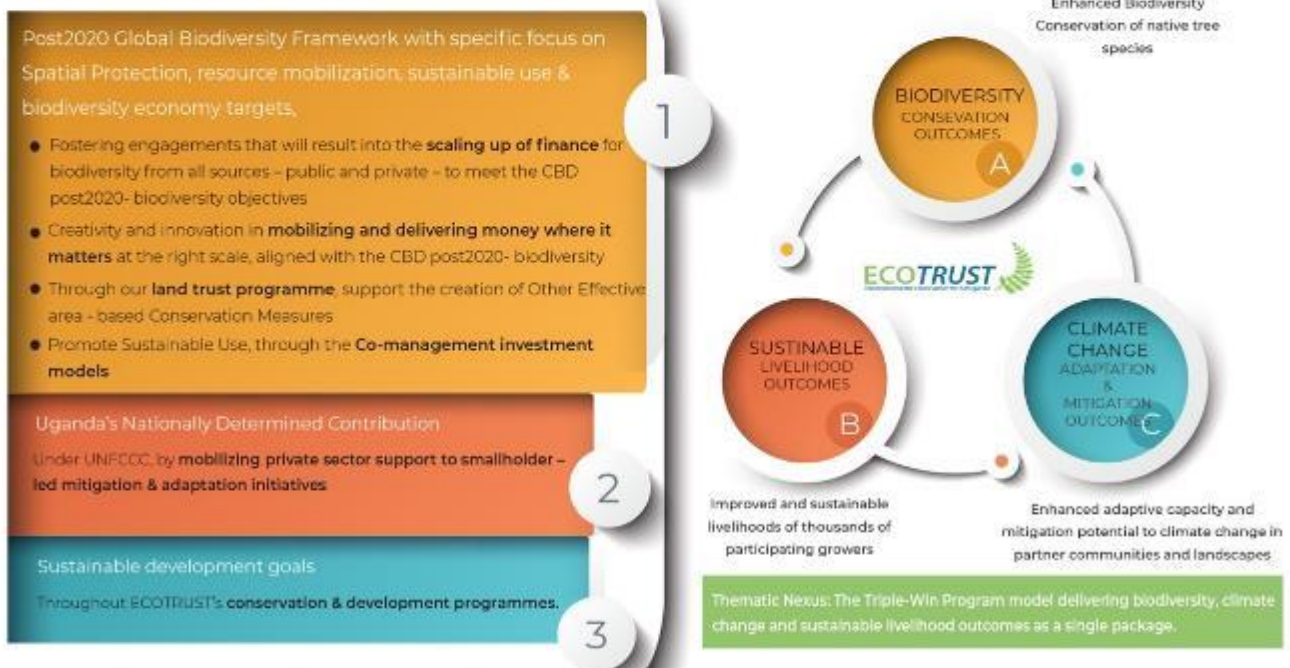 Post2020 Global Biodiversity Framework with specific focus on
Spatial Protection, resource mobilization, sustainable use &
biodiversity economy targets,
● Fostering engagements that will result into the scaling up of finance for
biodiversity from all sources – public and private – to meet the CBD
post2020- biodiversity objectives
● Creativity and innovation in mobilizing and delivering money where it
matters at the right scale, aligned with the CBD post2020- biodiversity
● Through our land trust programme, support the creation of Other Effective
area - based Conservation Measures
● Promote Sustainable Use, through the Co-management investment
models
1
Uganda's Nationally Determined Contribution
Under UNFCCC, by mobilizing private sector support to smallholder –
led mitigation & adaptation initiatives
2
Sustainable development goals
Throughout ECOTRUST's conservation & development programmes.
3
Enhanced Biodiversity
Conservation of native tree
species
BIODIVERSITY
CONSEVATION
OUTCOMES
A
ECOTRUST
SUSTINABLE
LIVELIHOOD
OUTCOMES
B
CLIMATE
CHANGE
ADAPTATION
&
MITIGATION
OUTCOMES
C
Improved and sustainable
livelihoods of thousands of
participating growers
Enhanced adaptive capacity and
mitigation potential to climate change in
partner communities and landscapes
Thematic Nexus: The Triple-Win Program model delivering biodiversity, climate
change and sustainable livelihood outcomes as a single package.